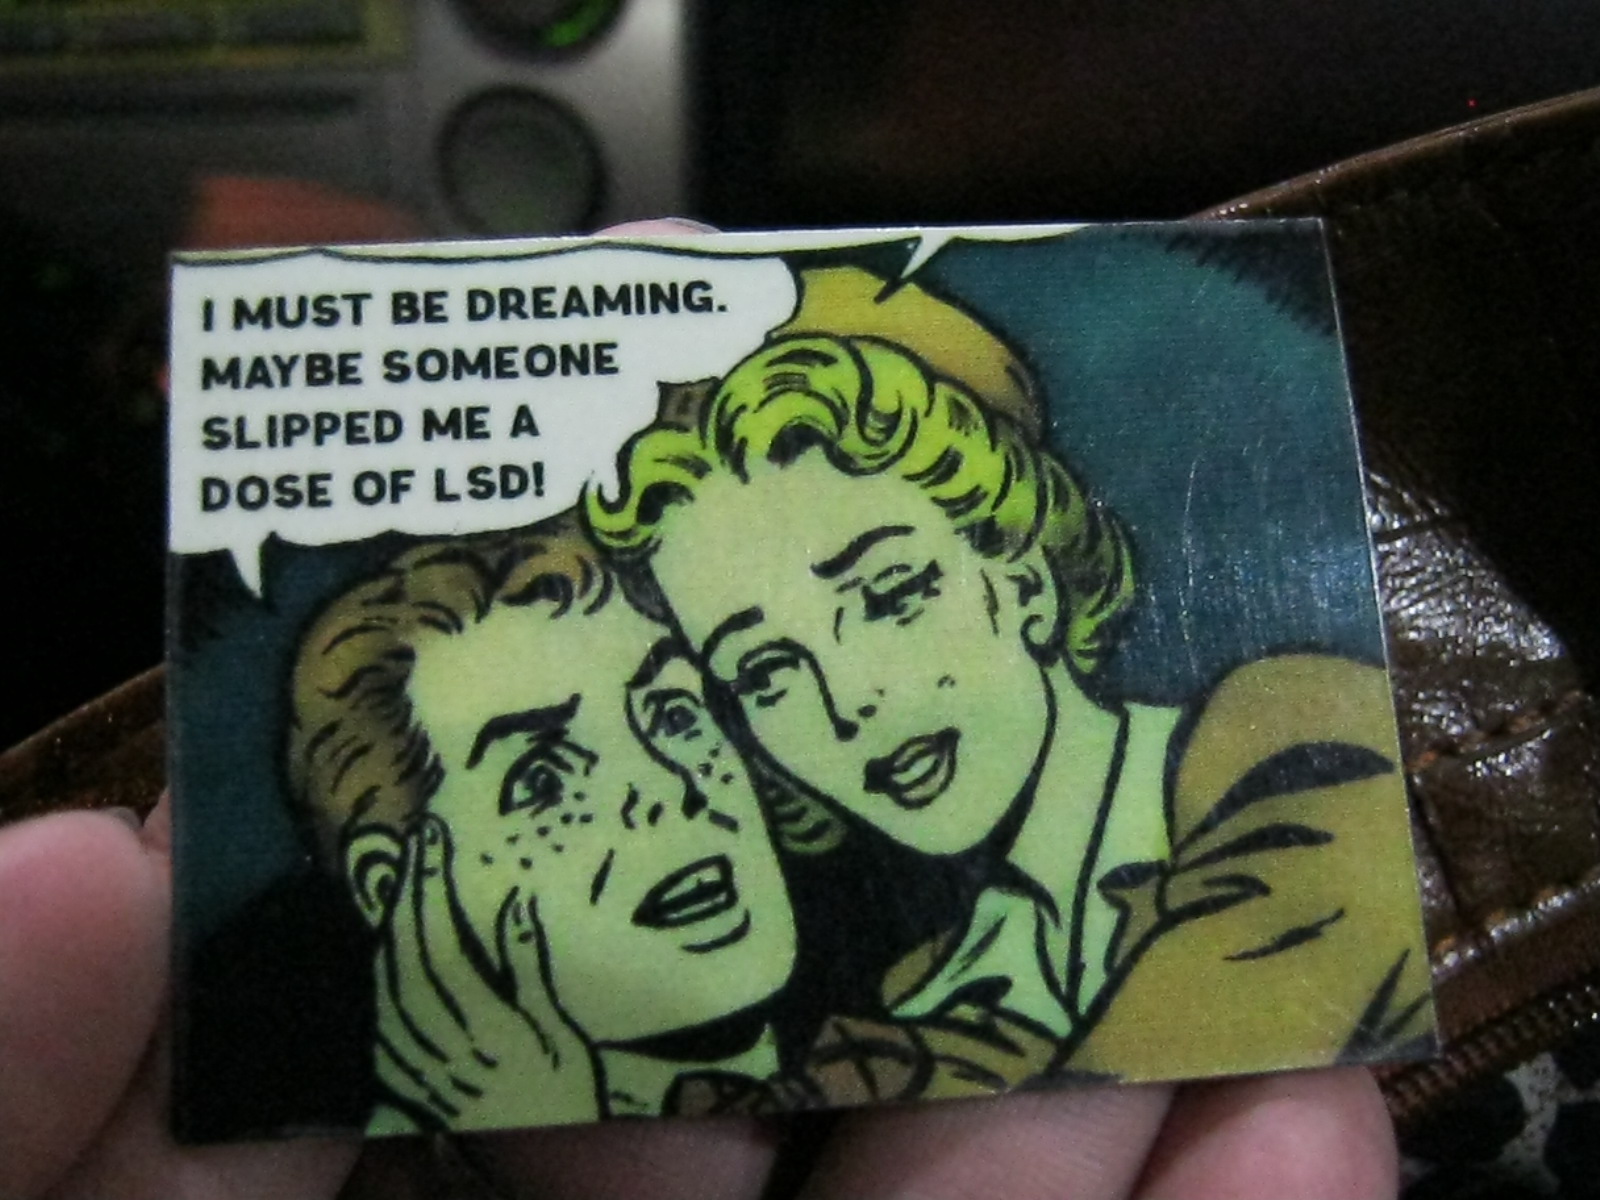 I MUST BE DREAMING.
MAYBE SOMEONE
SLIPPED ME A
DOSE OF LSD!